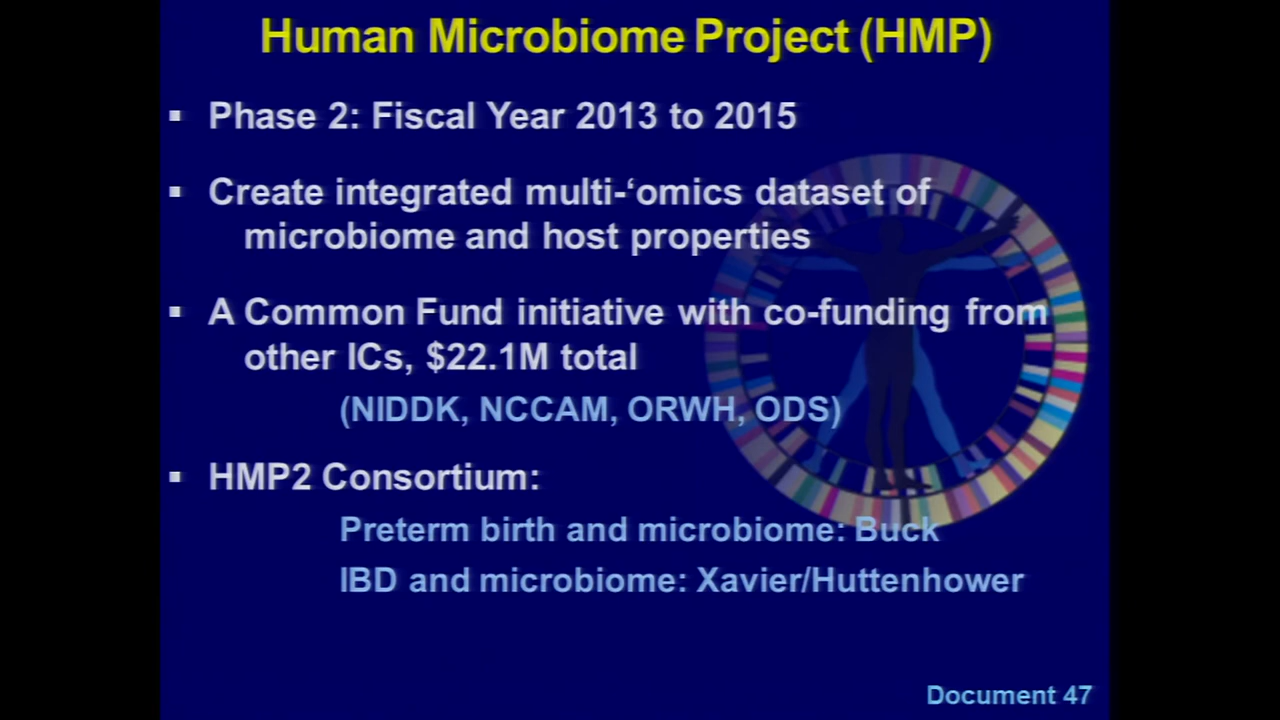 Human Microbiome Project (HMP)
▪ Phase 2: Fiscal Year 2013 to 2015
▪ Create integrated multi-‘omics dataset of
microbiome and host properties
▪ A Common Fund initiative with co-funding from
other ICs, $22.1M total
(NIDDK, NCCAM, ORWH, ODS)
▪ HMP2 Consortium:
Preterm birth and microbiome: Buck
IBD and microbiome: Xavier/Huttenhower
Document 47